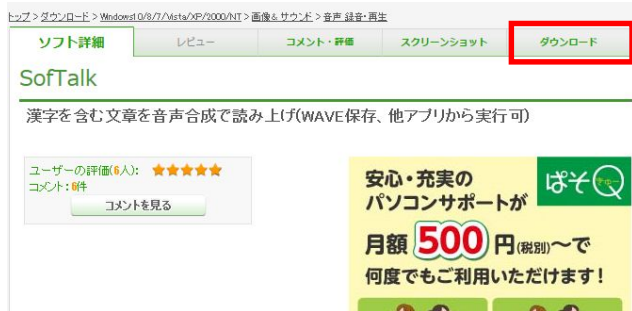 トップ > ダウンロード > Windows10/8/7/Vista/XP/2000/NT > 画像& サウンド > 音声 録音・再生
ソフト詳細 レビュー コメント・評価 スクリーンショット ダウンロード
SofTalk
漢字を含む文章を音声合成で読み上げ(WAVE保存、他アプリから実行可)
ユーザーの評価(6人): ★★★★★
コメント:6件
コメントを見る
安心・充実の
パソコンサポートが
ぱそQ
きゅー
月額 500 円(税別)~で
何度でもご利用いただけます!